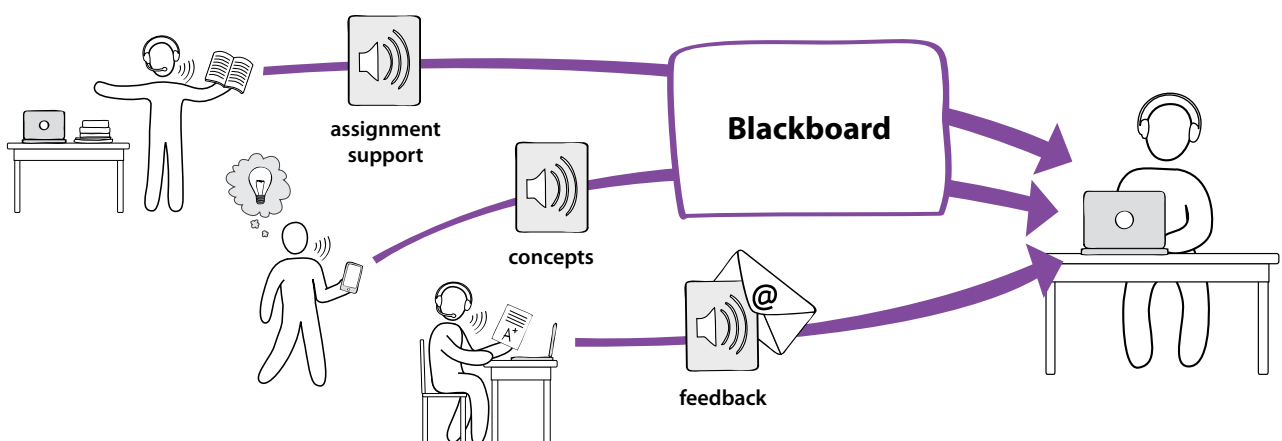 assignment
support
Blackboard
concepts
@
A+
feedback